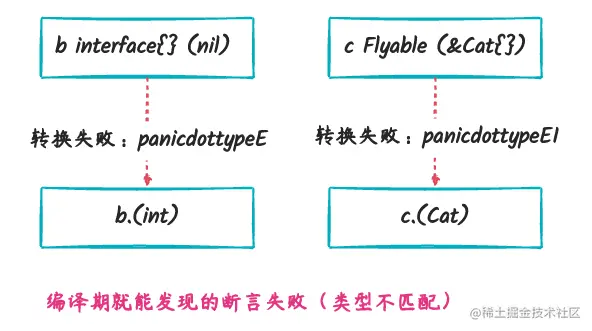 b interface{} (nil)
c Flyable (&Cat{})
转换失败：panicdottypeE
转换失败：panicdottypeEI
b.(int)
c.(Cat)
编译期就能发现的断言失败（类型不匹配）
@稀土掘金技术社区